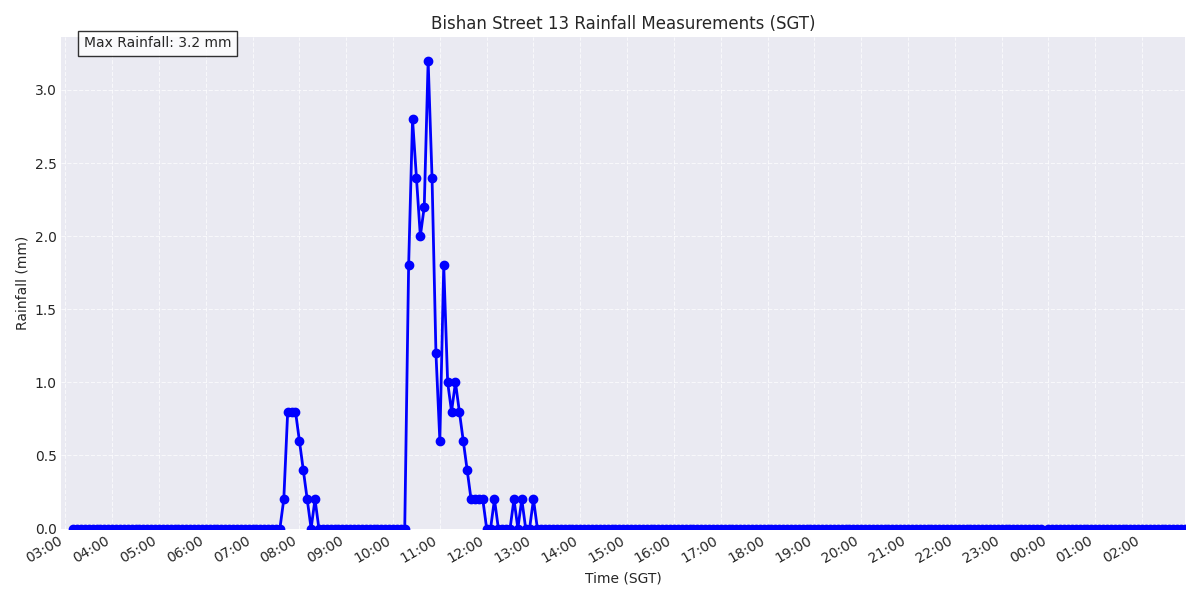 Bishan Street 13 Rainfall Measurements (SGT)
Max Rainfall: 3.2 mm
Rainfall (mm)
3.0
2.5
2.0
1.5
1.0
0.5
0.0
03:00 04:00 05:00 06:00 07:00 08:00 09:00 10:00 11:00 12:00 13:00 14:00 15:00 16:00 17:00 18:00 19:00 20:00 21:00 22:00 23:00 00:00 01:00 02:00
Time (SGT)